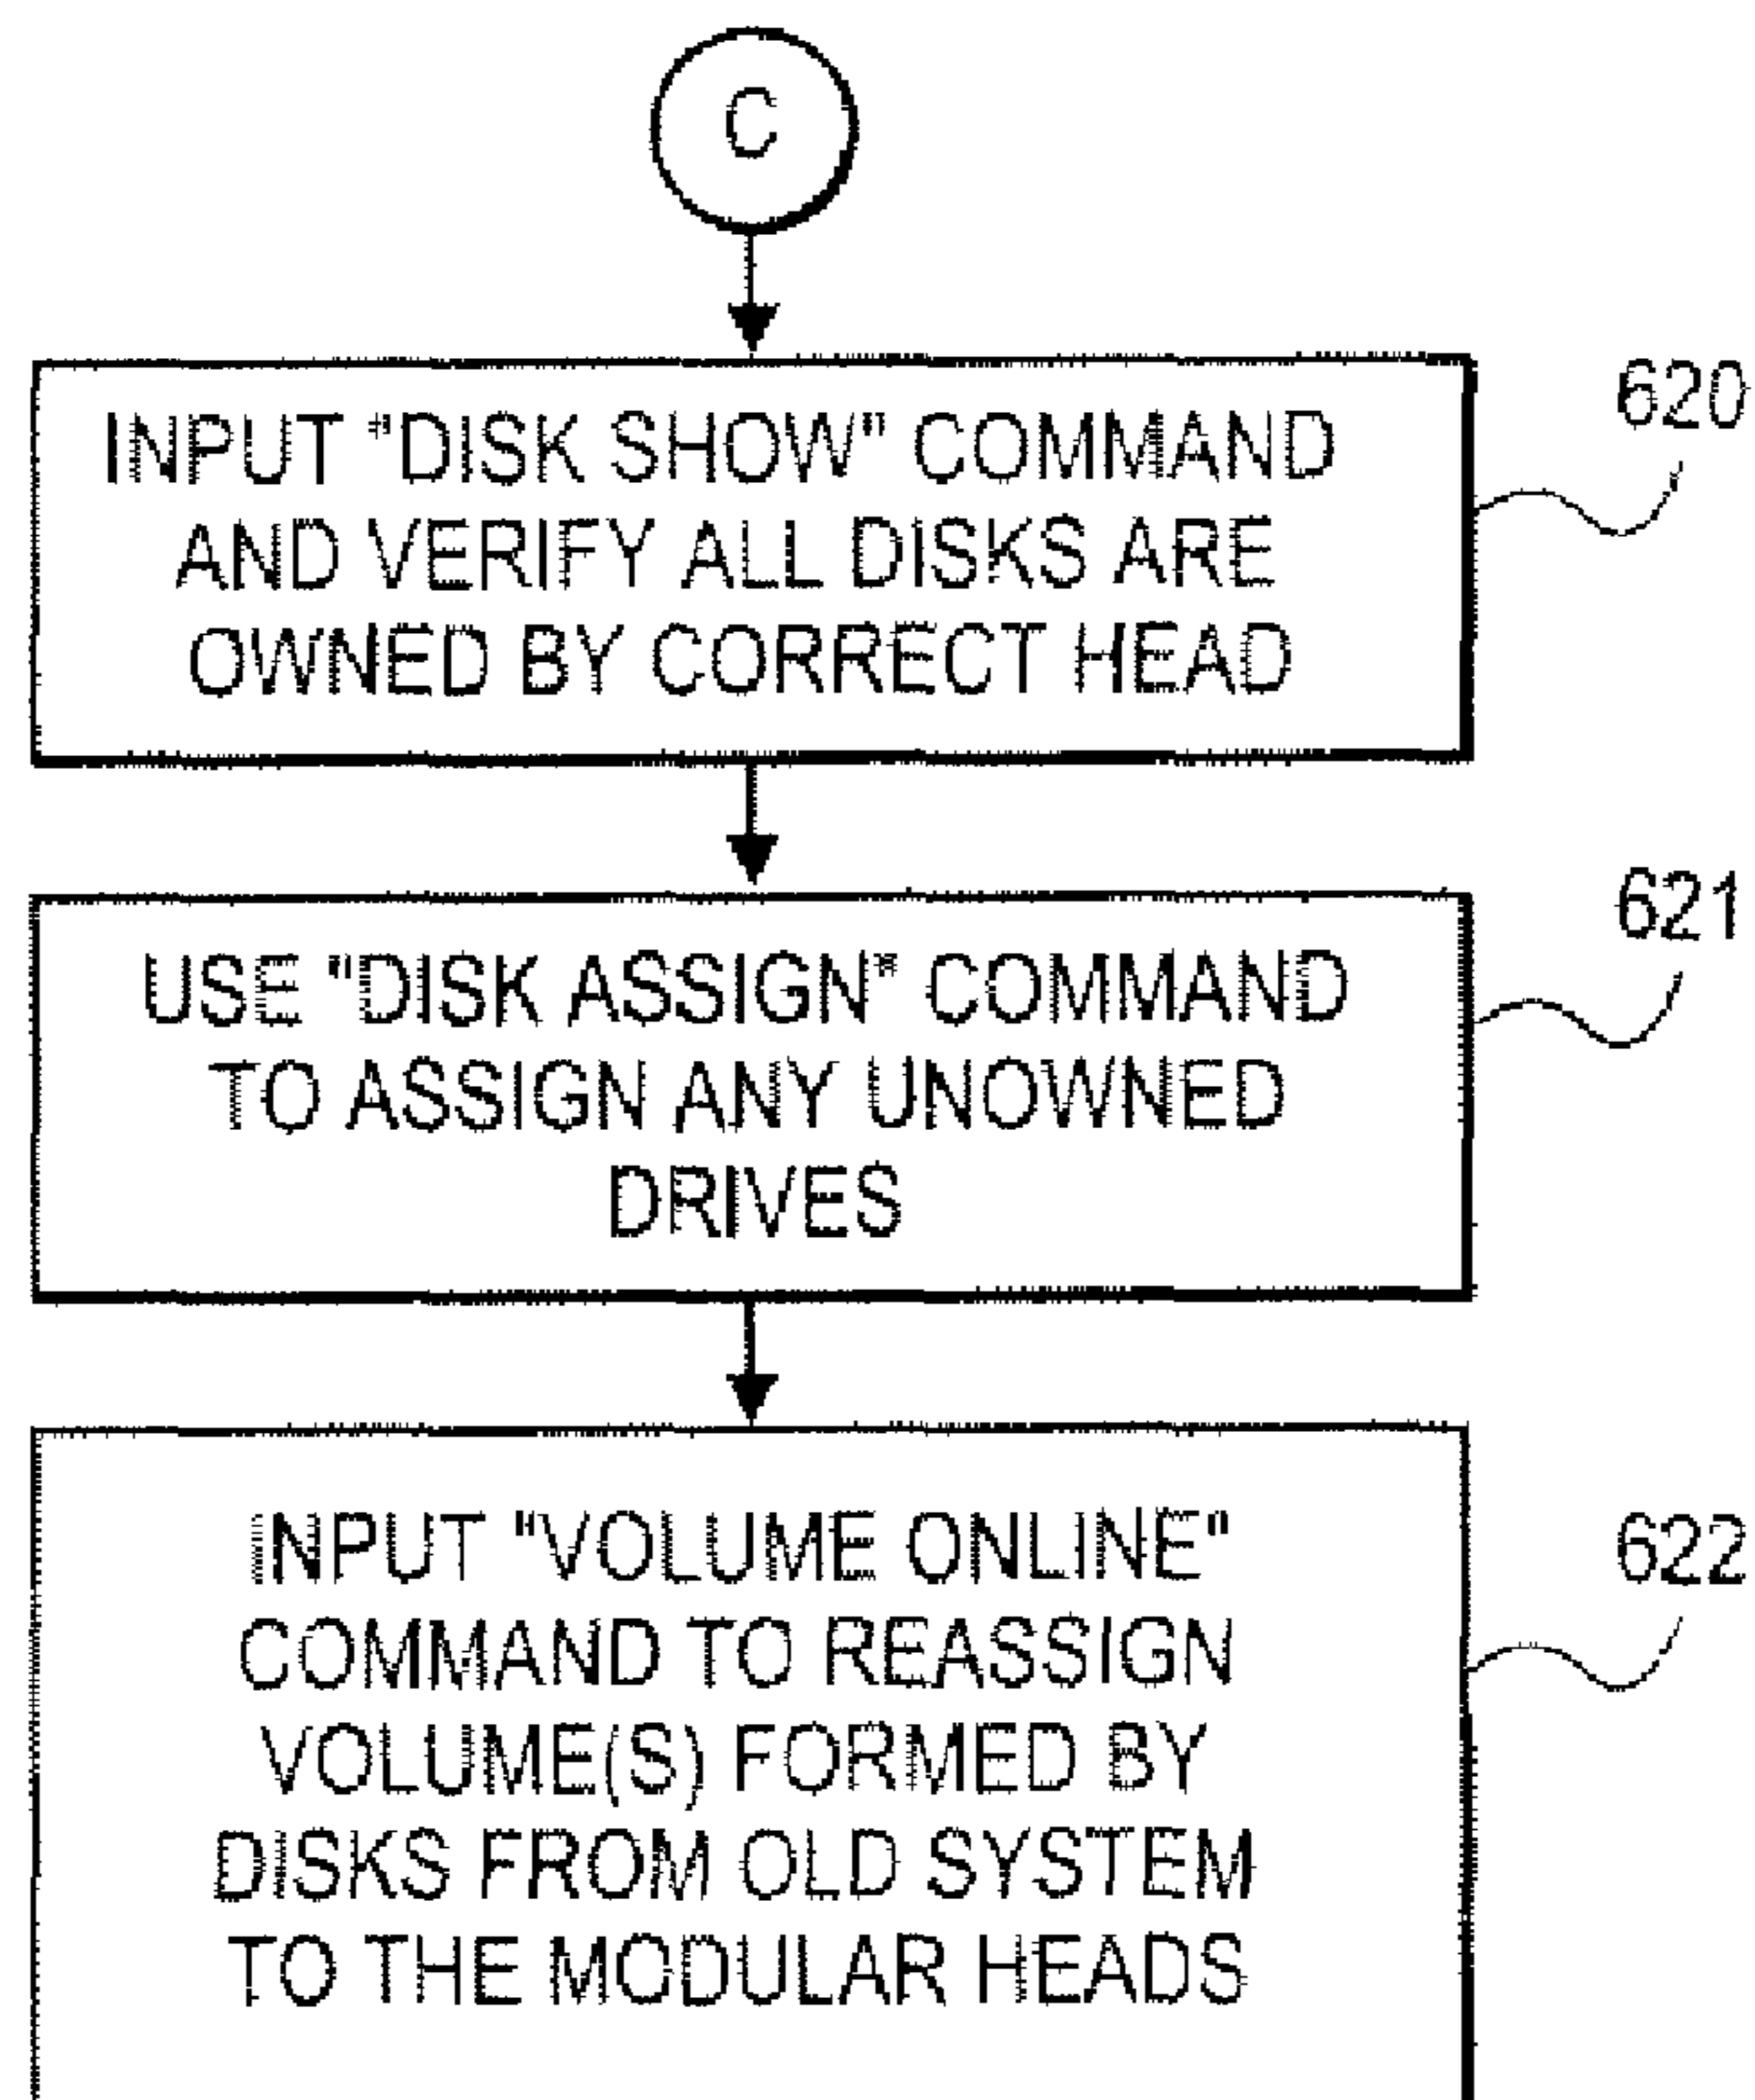 C
INPUT "DISK SHOW" COMMAND
AND VERIFY ALL DISKS ARE
OWNED BY CORRECT HEAD
620
USE "DISK ASSIGN" COMMAND
TO ASSIGN ANY UNOWNED
DRIVES
621
INPUT "VOLUME ONLINE"
COMMAND TO REASSIGN
VOLUME(S) FORMED BY
DISKS FROM OLD SYSTEM
TO THE MODULAR HEADS
622